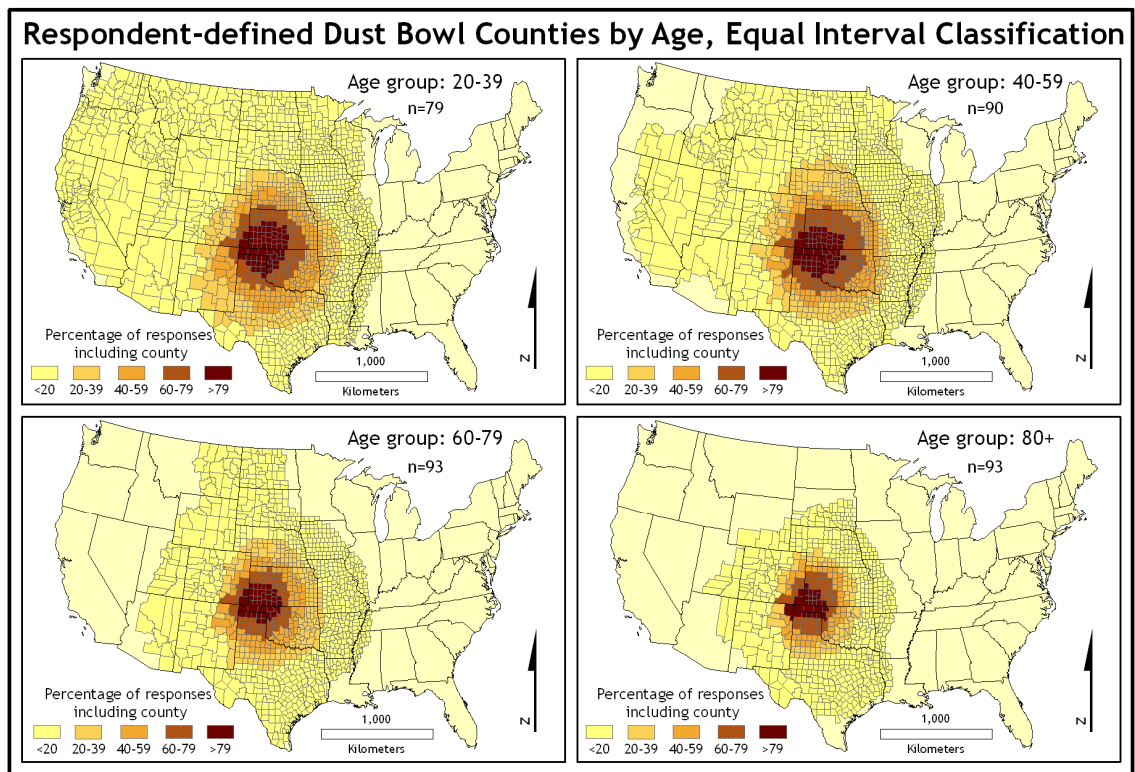 Respondent-defined Dust Bowl Counties by Age, Equal Interval Classification
Age group: 20-39
n=79
Percentage of responses
including county
<20 20-39 40-59 60-79 >79
1,000
Kilometers
N
Age group: 40-59
n=90
Percentage of responses
including county
<20 20-39 40-59 60-79 >79
1,000
Kilometers
N
Age group: 60-79
n=93
Percentage of responses
including county
<20 20-39 40-59 60-79 >79
1,000
Kilometers
N
Age group: 80+
n=93
Percentage of responses
including county
<20 20-39 40-59 60-79 >79
1,000
Kilometers
N